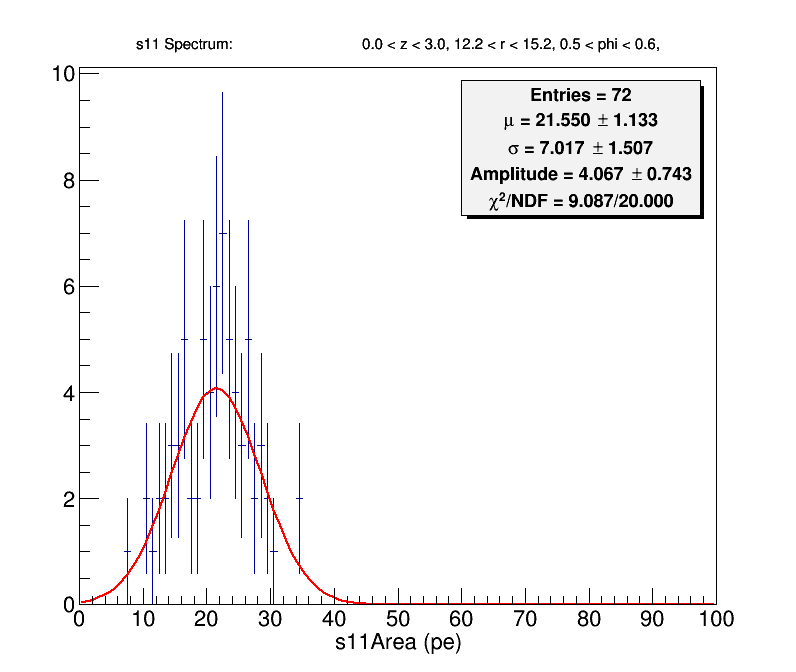 s11 Spectrum: 0.0 < z < 3.0, 12.2 < r < 15.2, 0.5 < phi < 0.6,
Entries = 72
μ = 21.550 ± 1.133
σ = 7.017 ± 1.507
Amplitude = 4.067 ± 0.743
χ²/NDF = 9.087/20.000
10
8
6
4
2
0
0 10 20 30 40 50 60 70 80 90 100
s11Area (pe)